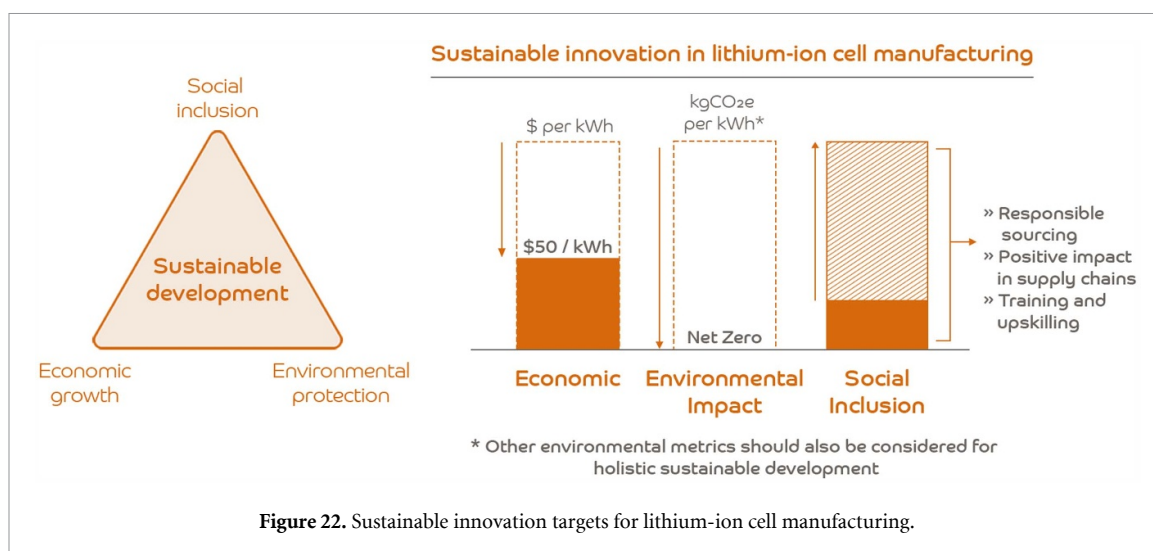 Social
inclusion
Sustainable
development
Economic
growth
Environmental
protection
Sustainable innovation in lithium-ion cell manufacturing
$ per kWh
kgCO₂e
per kWh*
$50 / kWh
Net Zero
» Responsible
sourcing
» Positive impact
in supply chains
» Training and
upskilling
Economic
Environmental
Impact
Social
Inclusion
* Other environmental metrics should also be considered for
holistic sustainable development
Figure 22. Sustainable innovation targets for lithium-ion cell manufacturing.